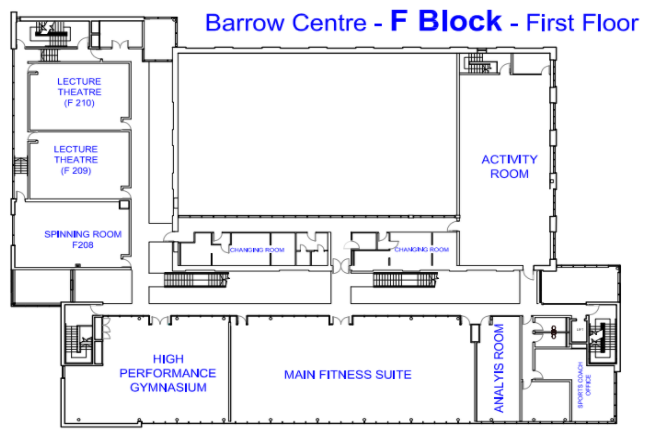 Barrow Centre - F Block - First Floor
LECTURE
THEATRE
(F 210)
LECTURE
THEATRE
(F 209)
SPINNING ROOM
F208
ACTIVITY
ROOM
CHANGING ROOM
CHANGING ROOM
HIGH
PERFORMANCE
GYMNASIUM
MAIN FITNESS SUITE
ANALYIS ROOM
LIFT
SPORTS COACH
OFFICE